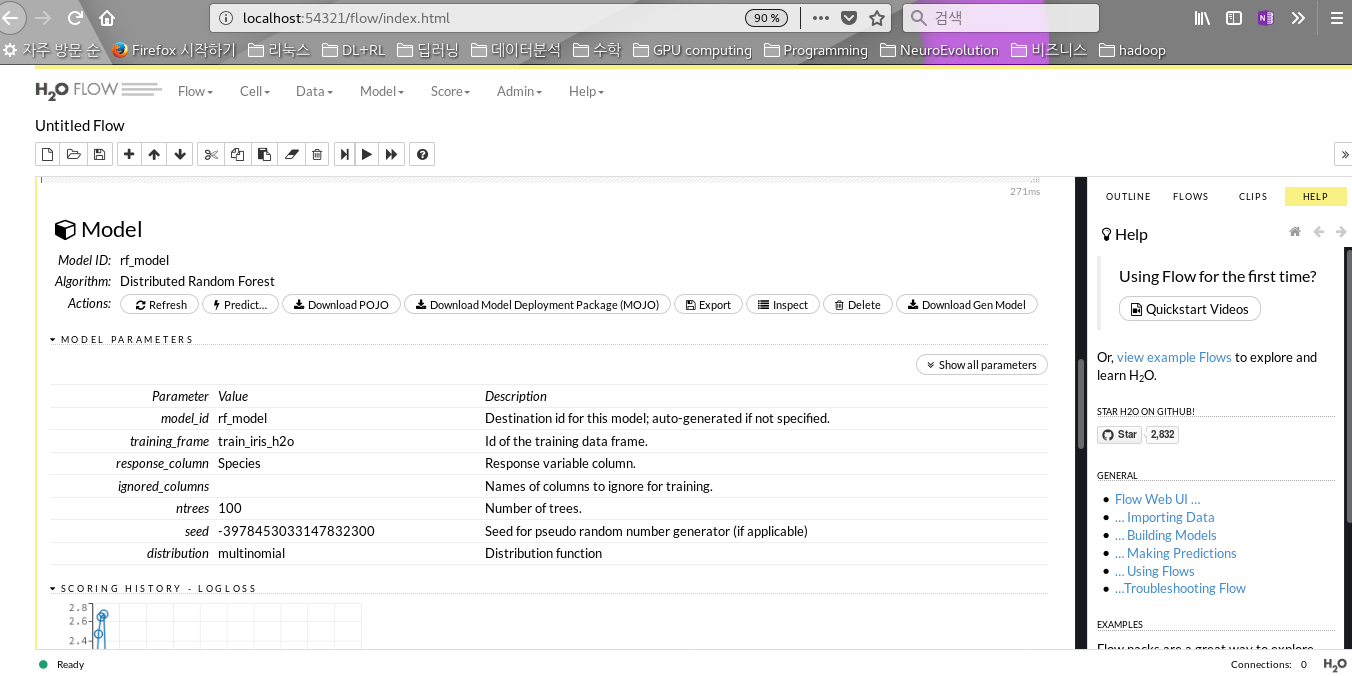 localhost:54321/flow/index.html 90 % 검색
자주 방문 순 Firefox 시작하기 리눅스 DL+RL 딥러닝 데이터분석 수학 GPU computing Programming NeuroEvolution 비즈니스 hadoop
H2O FLOW Flow Cell Data Model Score Admin Help
Untitled Flow
271ms
Model
Model ID: rf_model
Algorithm: Distributed Random Forest
Actions: Refresh Predict... Download POJO Download Model Deployment Package (MOJO) Export Inspect Delete Download Gen Model
MODEL PARAMETERS
Show all parameters
Parameter Value Description
model_id rf_model Destination id for this model; auto-generated if not specified.
training_frame train_iris_h2o Id of the training data frame.
response_column Species Response variable column.
ignored_columns Names of columns to ignore for training.
ntrees 100 Number of trees.
seed -3978453033147832300 Seed for pseudo random number generator (if applicable)
distribution multinomial Distribution function
SCORING HISTORY - LOGLOSS
2.8
2.6
2.4
OUTLINE FLOWS CLIPS HELP
Help
Using Flow for the first time?
Quickstart Videos
Or, view example Flows to explore and
learn H2O.
STAR H2O ON GITHUB!
Star 2,832
GENERAL
Flow Web UI ...
... Importing Data
... Building Models
... Making Predictions
... Using Flows
...Troubleshooting Flow
EXAMPLES
Flow packs are a great way to explore
Ready Connections: 0 H2O